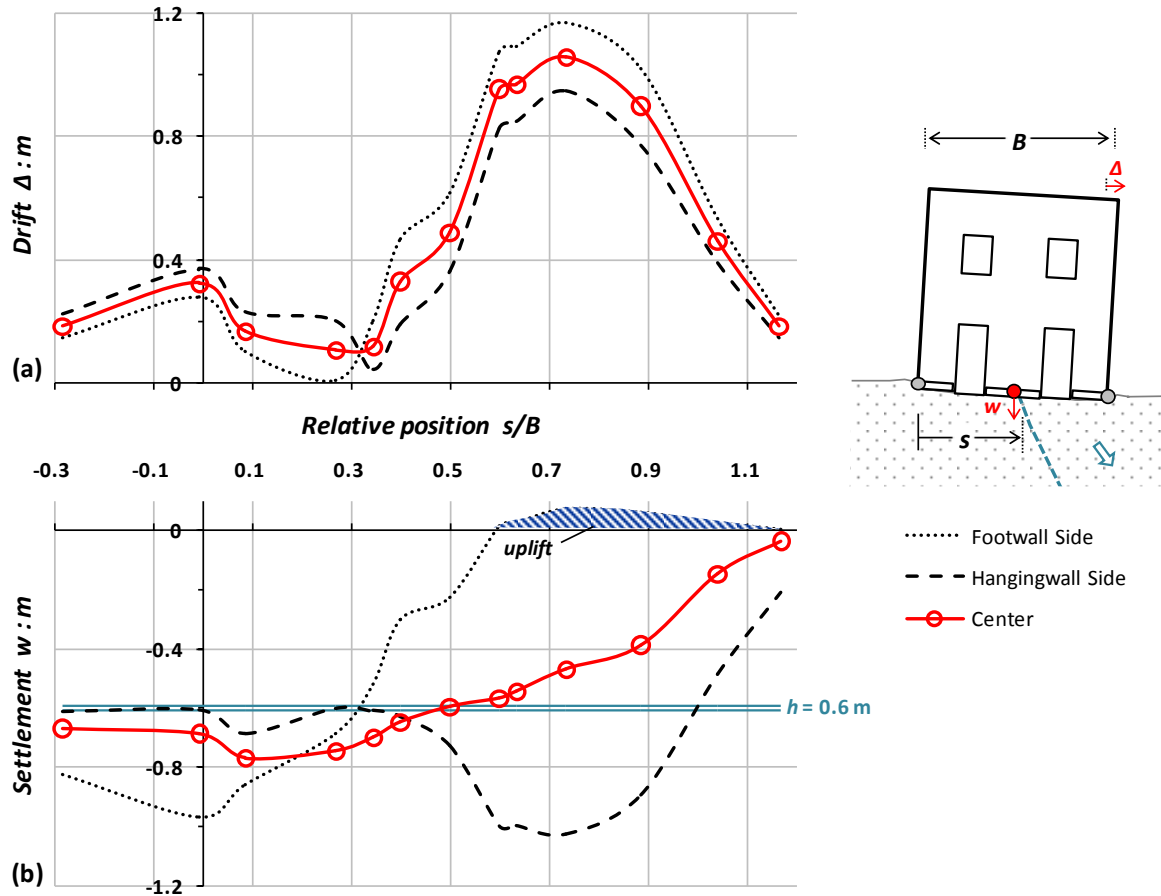 1.2
0.8
0.4
0
Drift Δ : m
(a)
Relative position s/B
-0.3 -0.1 0.1 0.3 0.5 0.7 0.9 1.1
0
-0.4
-0.8
-1.2
Settlement w : m
(b)
uplift
h = 0.6 m
B
Δ
w
s
Footwall Side
Hangingwall Side
Center